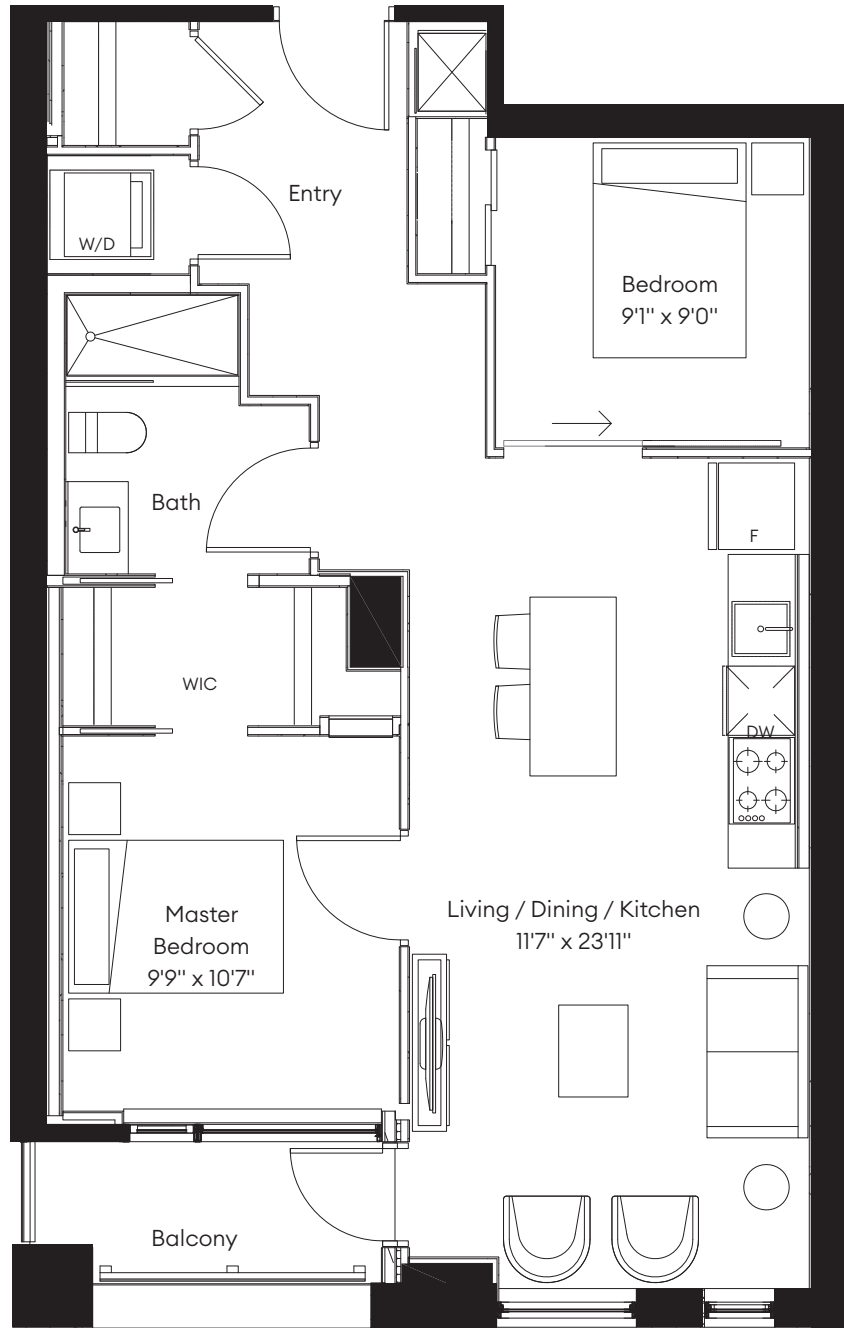 Entry
W/D
Bedroom
9'1" x 9'0"
Bath
F
WIC
DW
Living / Dining / Kitchen
11'7" x 23'11"
Master
Bedroom
9'9" x 10'7"
Balcony